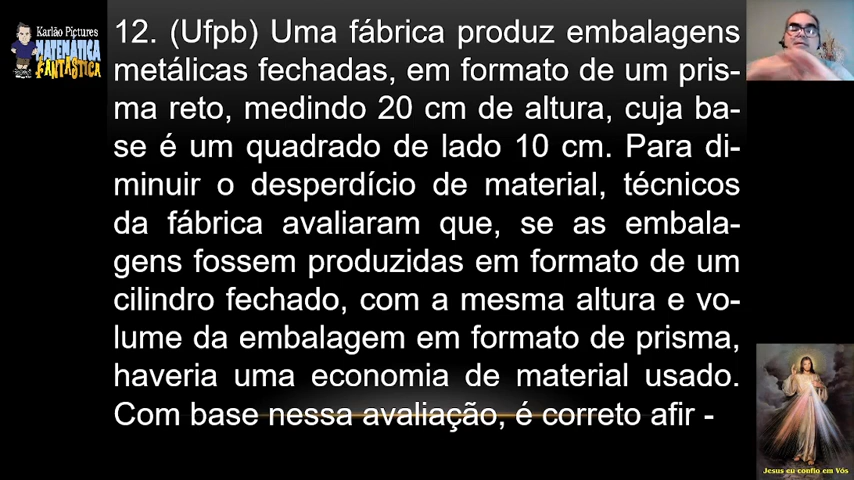 Karlão Pictures
MATEMÁTICA
FANTÁSTICA
12. (Ufpb) Uma fábrica produz embalagens
metálicas fechadas, em formato de um pris-
ma reto, medindo 20 cm de altura, cuja ba-
se é um quadrado de lado 10 cm. Para di-
minuir o desperdício de material, técnicos
da fábrica avaliaram que, se as embala-
gens fossem produzidas em formato de um
cilindro fechado, com a mesma altura e vo-
lume da embalagem em formato de prisma,
haveria uma economia de material usado.
Com base nessa avaliação, é correto afir -
Jesus eu confio em Vós